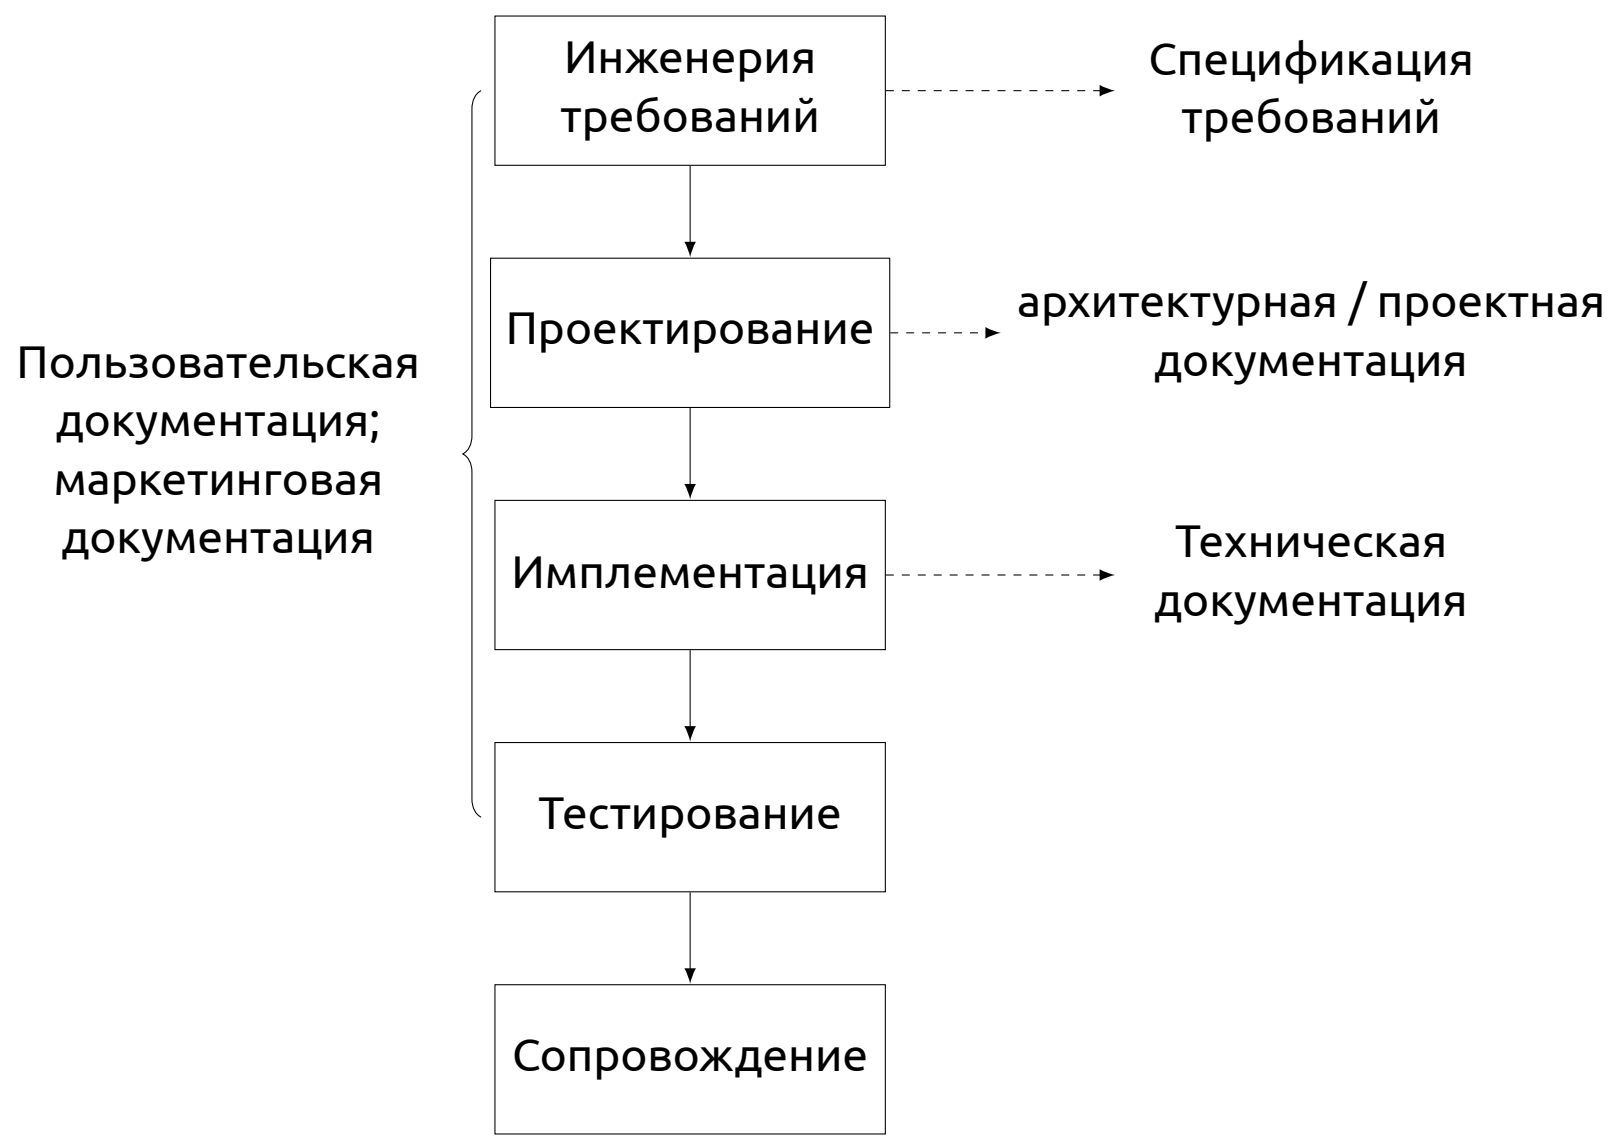 Инженерия
требований
Спецификация
требований
Проектирование
архитектурная / проектная
документация
Пользовательская
документация;
маркетинговая
документация
Имплементация
Техническая
документация
Тестирование
Сопровождение